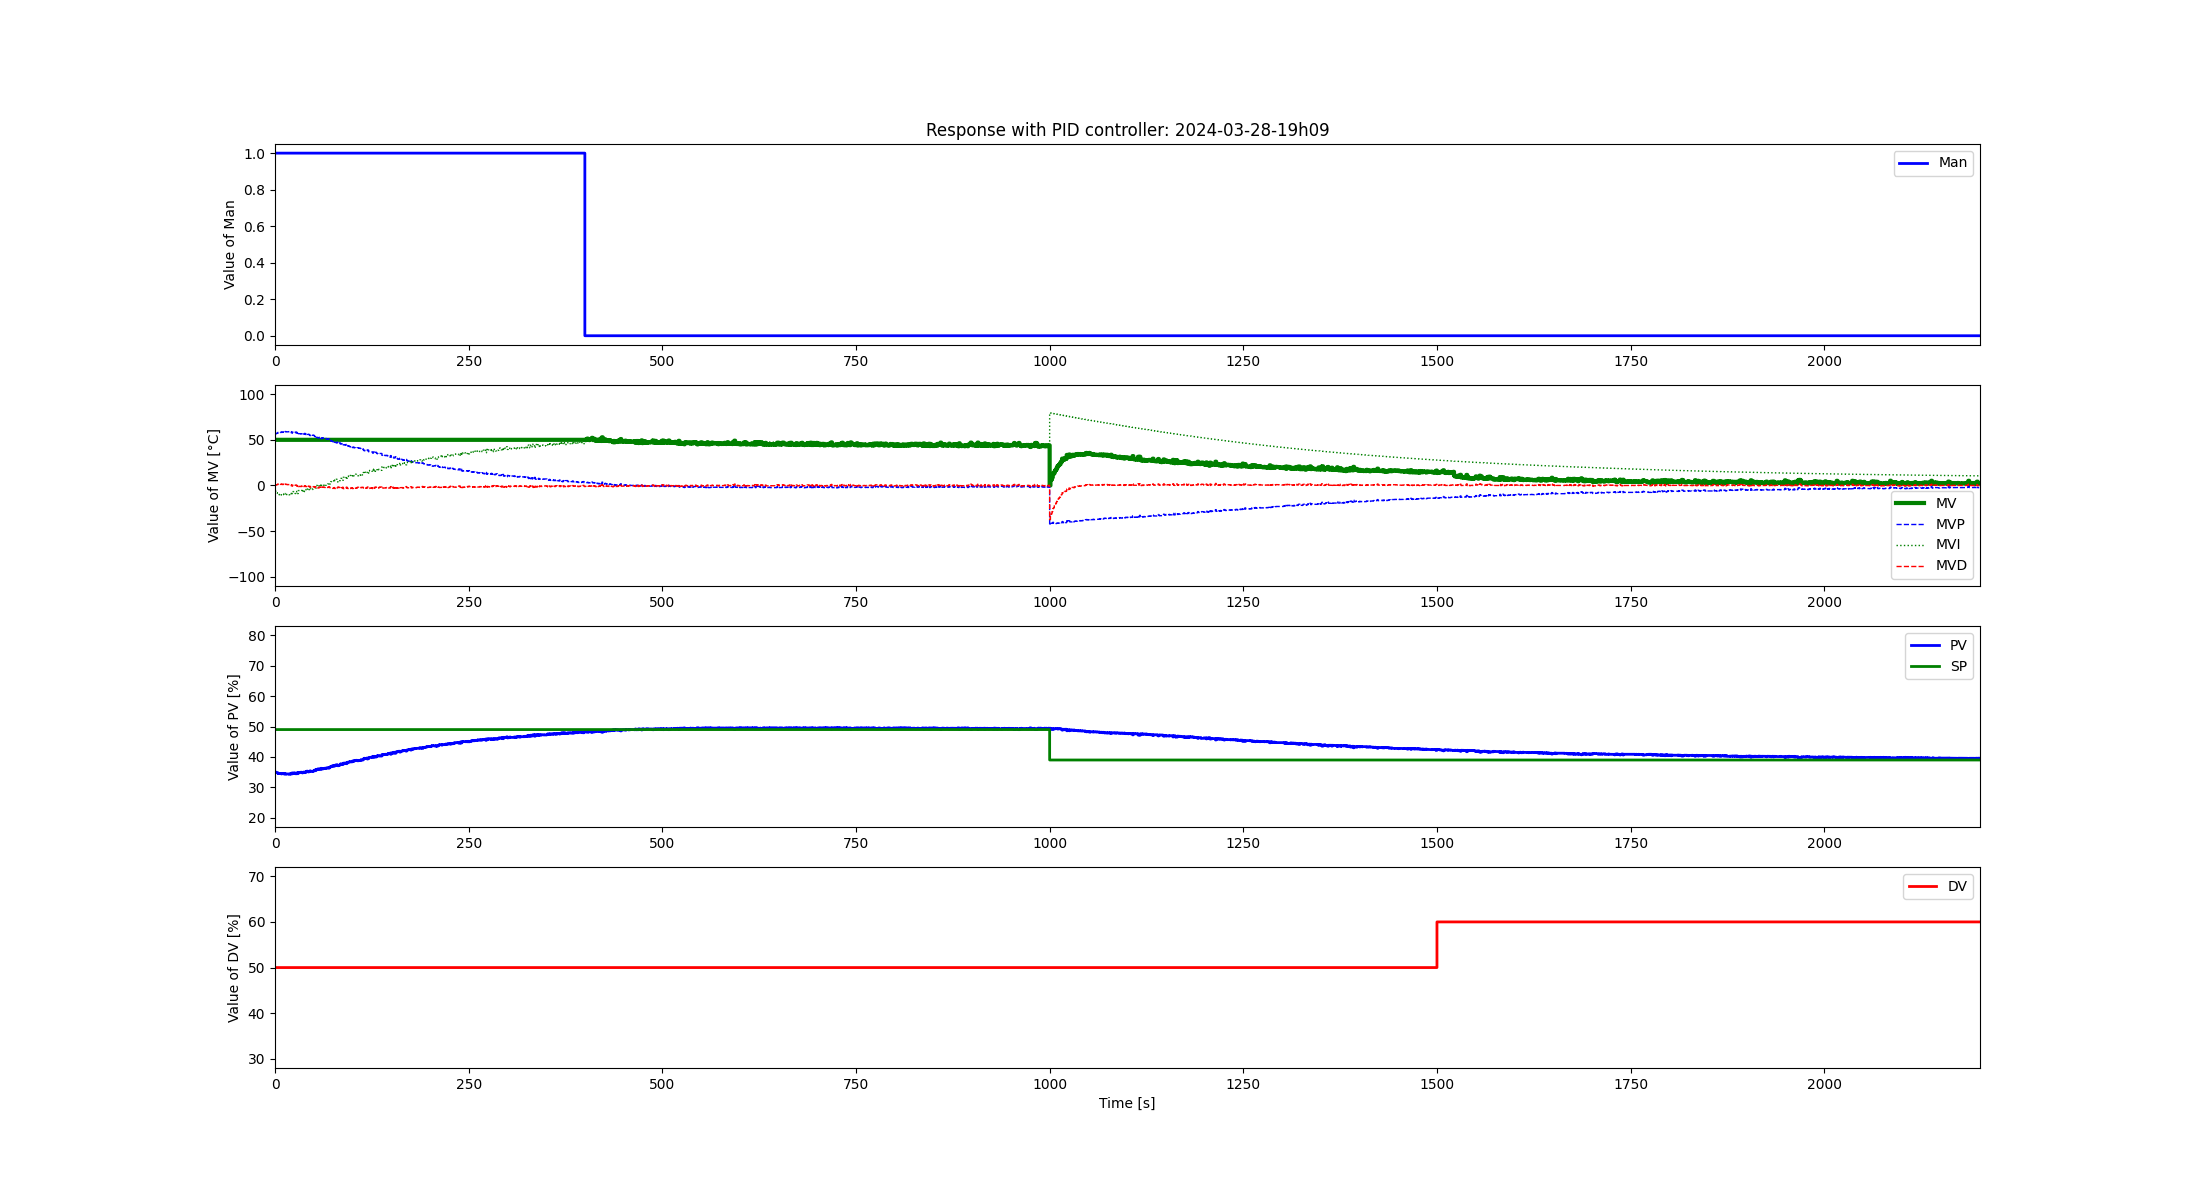 Response with PID controller: 2024-03-28-19h09
Value of Man
1.0
0.8
0.6
0.4
0.2
0.0
Man
0 250 500 750 1000 1250 1500 1750 2000
Value of MV [°C]
100
50
0
−50
−100
MV
MVP
MVI
MVD
0 250 500 750 1000 1250 1500 1750 2000
Value of PV [%]
80
70
60
50
40
30
20
PV
SP
0 250 500 750 1000 1250 1500 1750 2000
Value of DV [%]
70
60
50
40
30
DV
0 250 500 750 1000 1250 1500 1750 2000
Time [s]